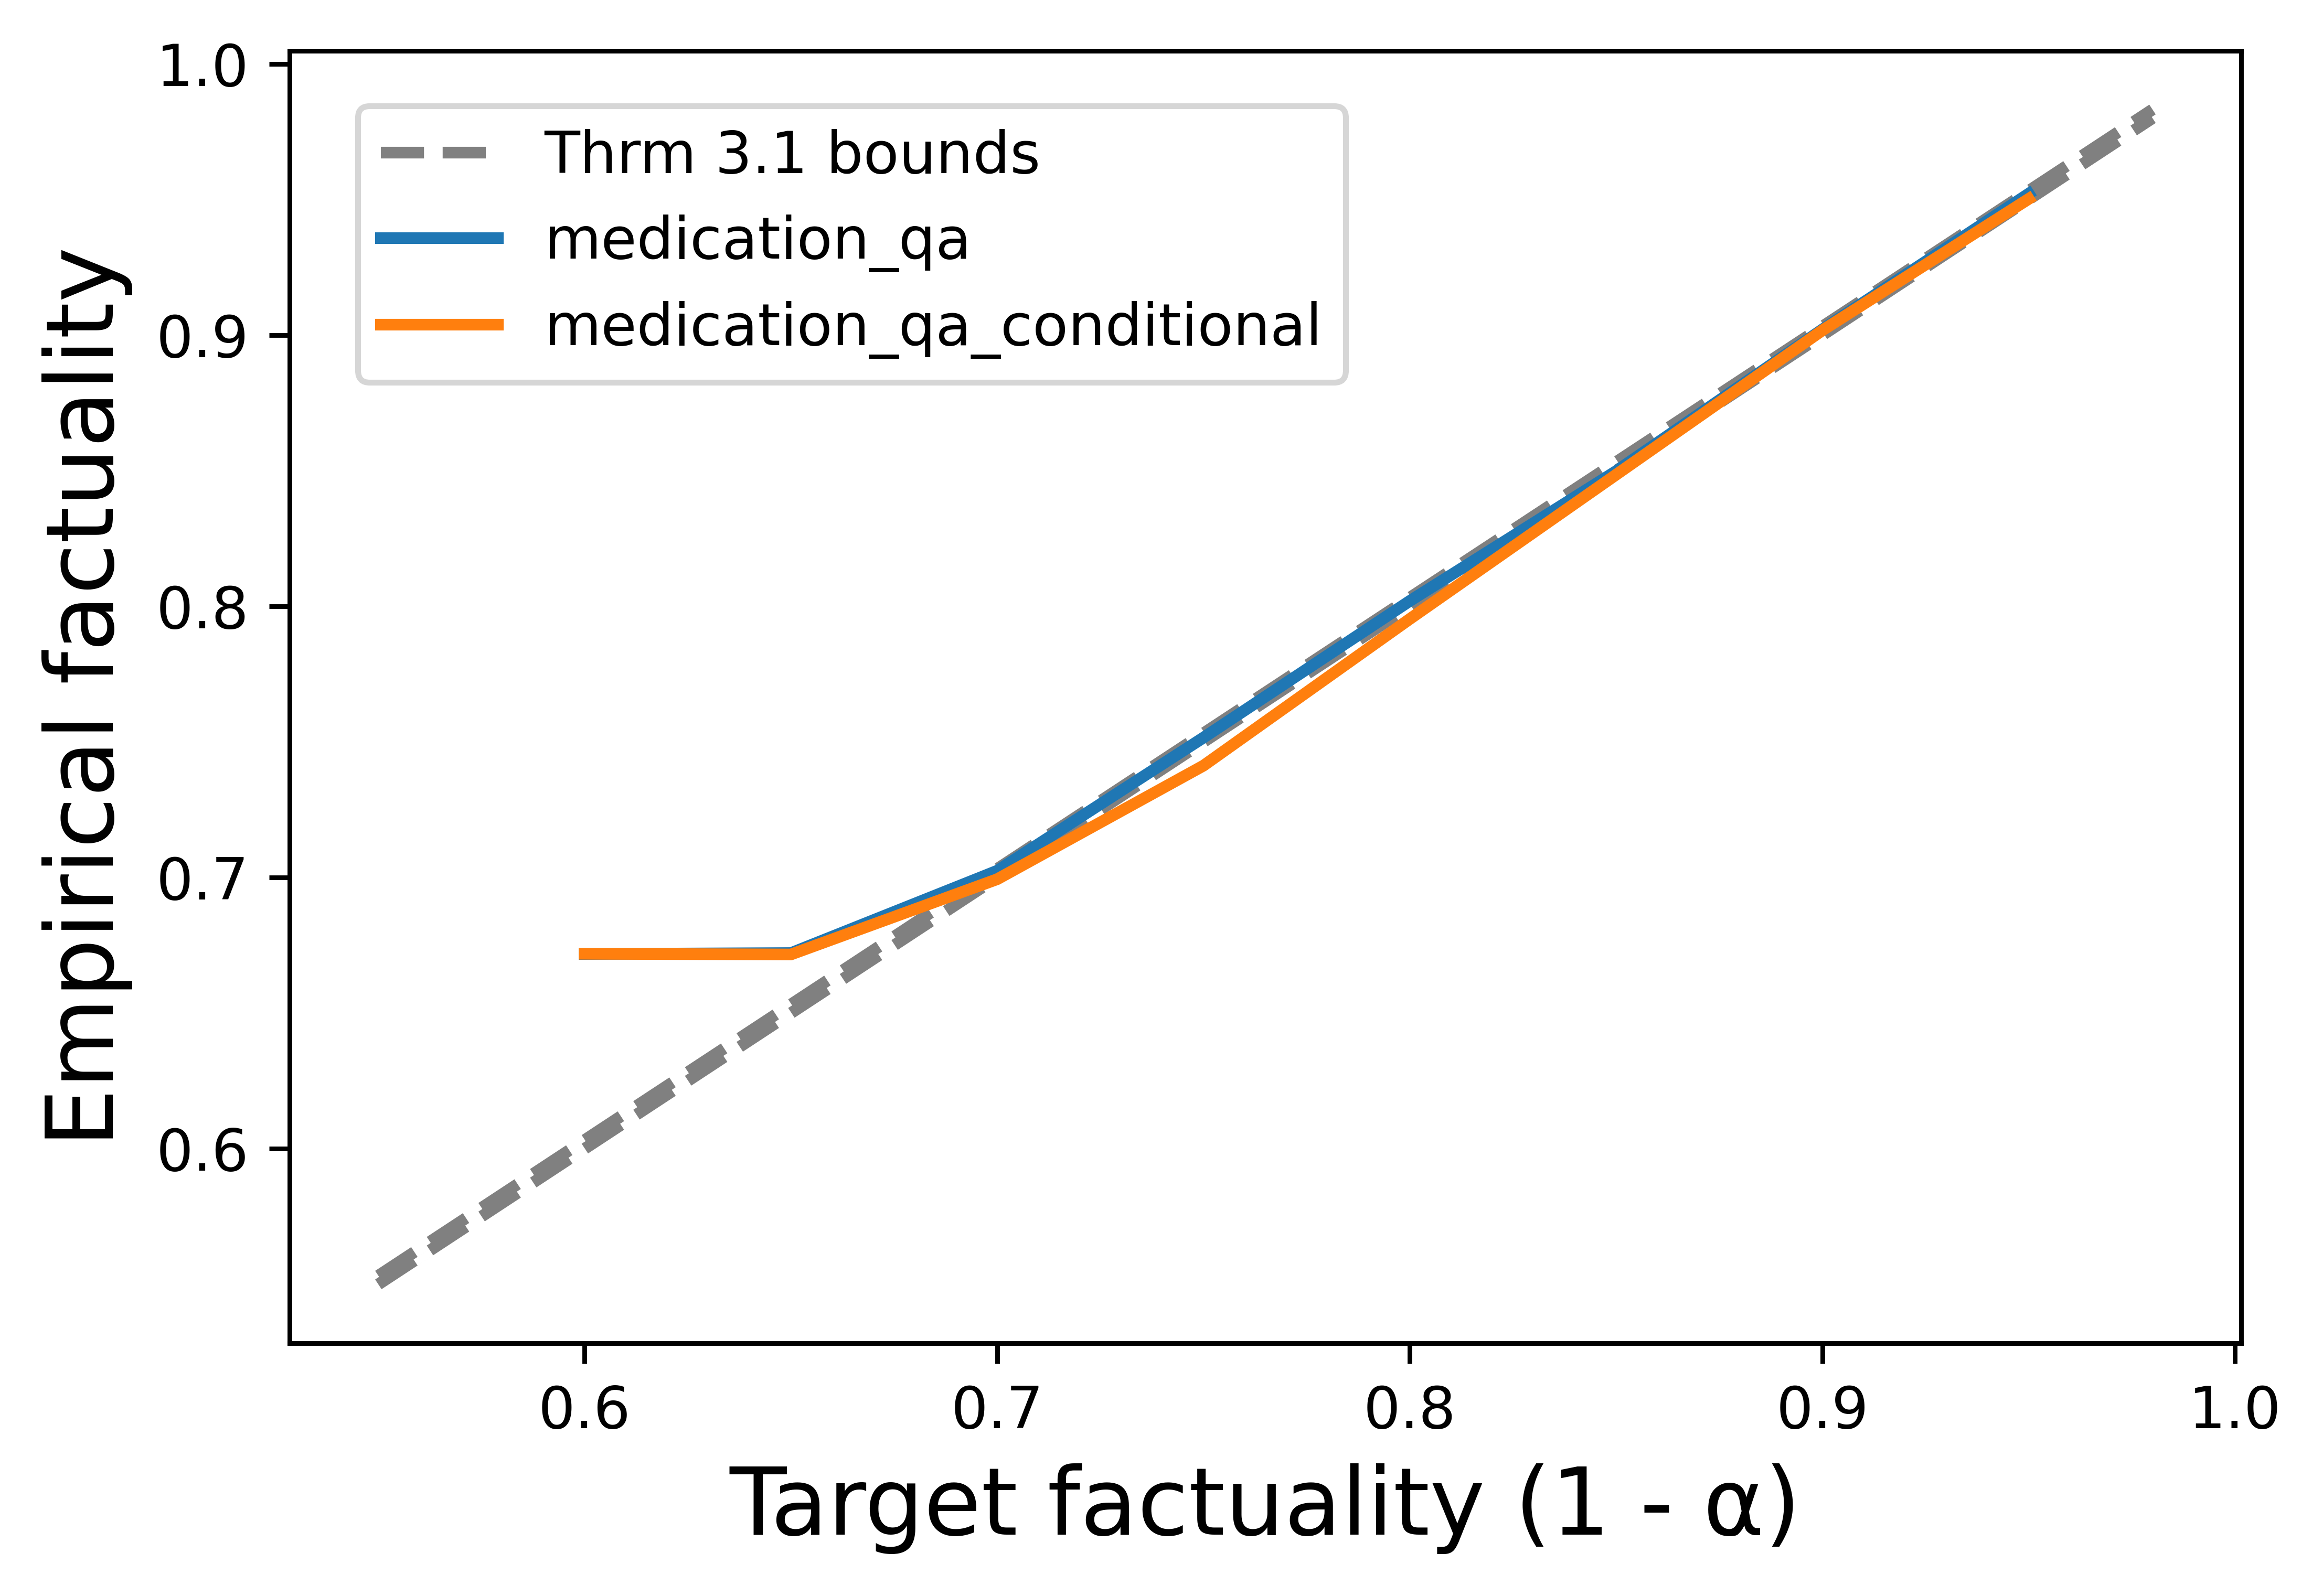 Empirical factuality
1.0
0.9
0.8
0.7
0.6
Thrm 3.1 bounds
medication_qa
medication_qa_conditional
0.6 0.7 0.8 0.9 1.0
Target factuality (1 - α)